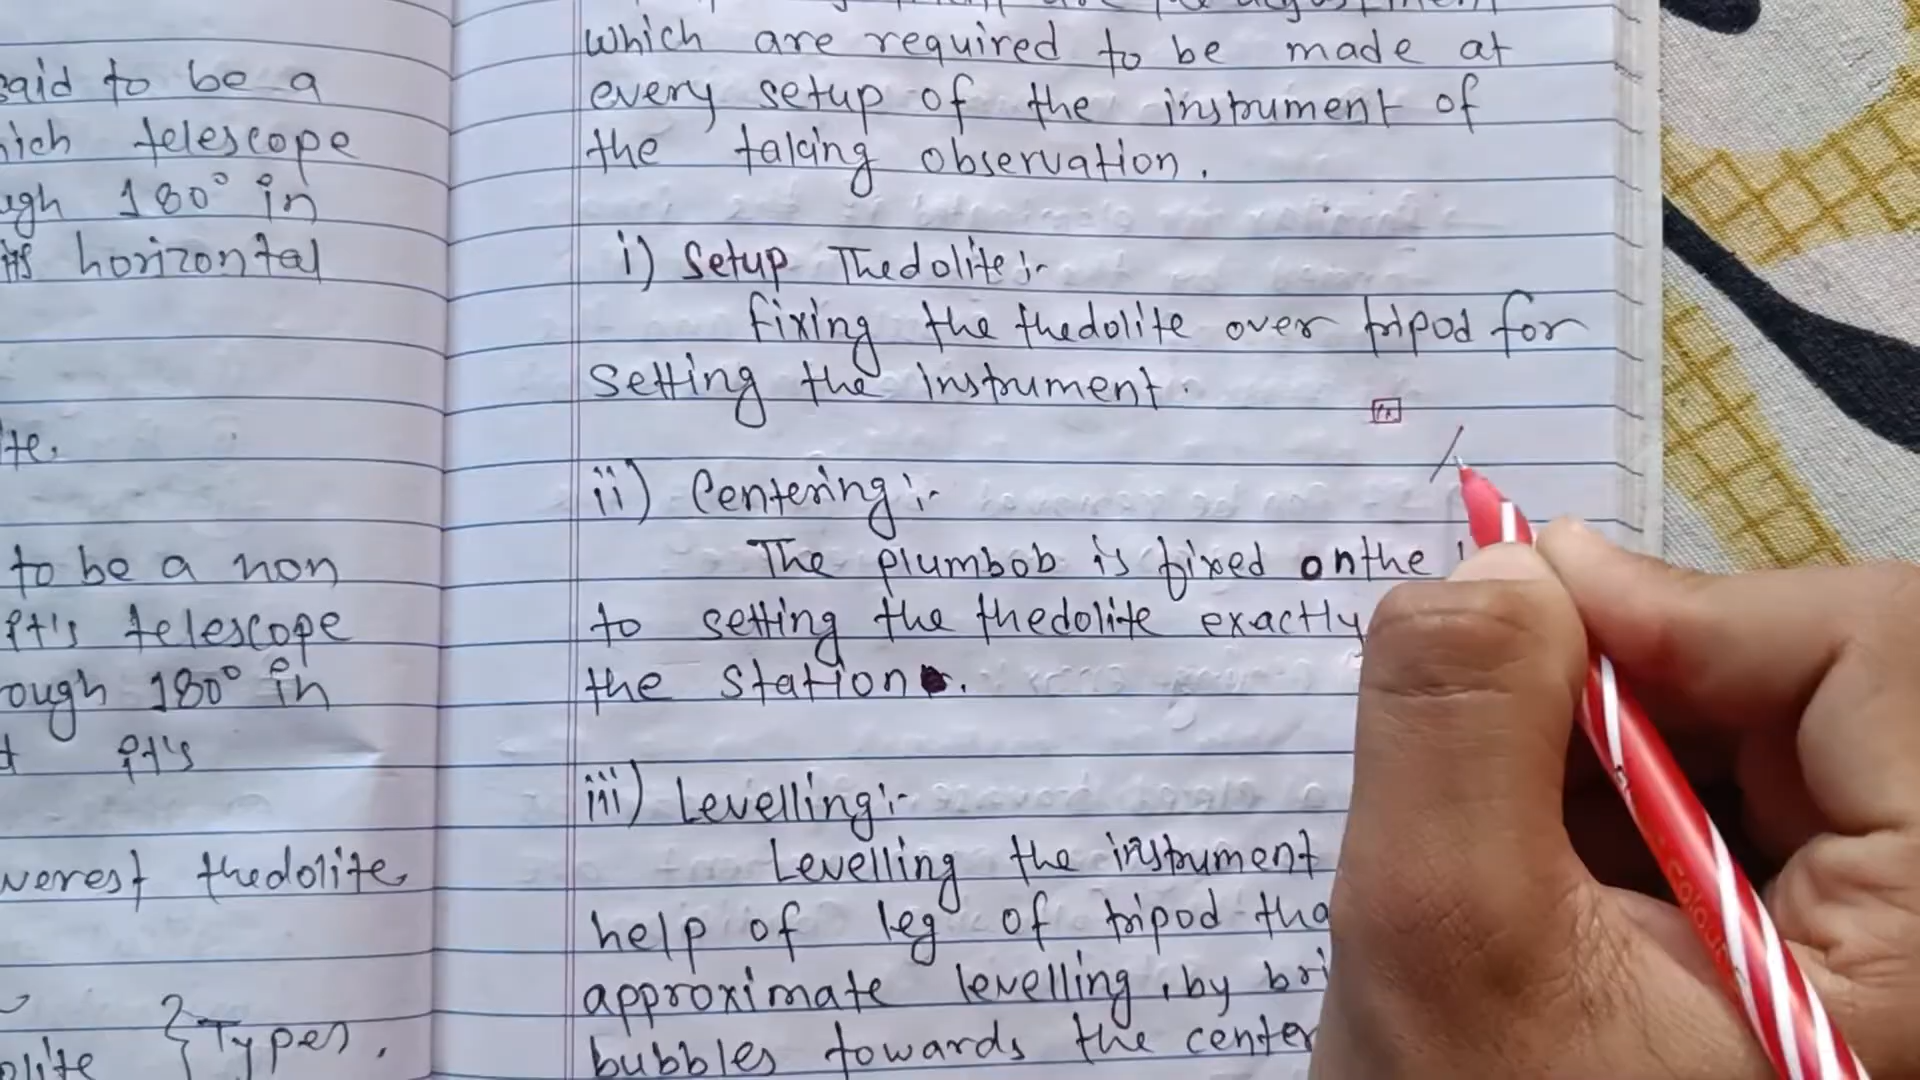 said to be a
telescope
180° in
its horizontal
te.
to be a non
it's telescope
180° in
it's
thedolite
} Types.
which are required to be made at
every setup of the instrument of
the taking observation.
i) Setup Thedolite:-
fixing the thedolite over tripod for
setting the instrument.
ii) Centering:-
The plumbob is fixed on the
to setting the thedolite exactly
the station.
iii) Levelling:-
Levelling the instrument
help of leg of tripod tha
approximate levelling, by bri
bubbles towards the center